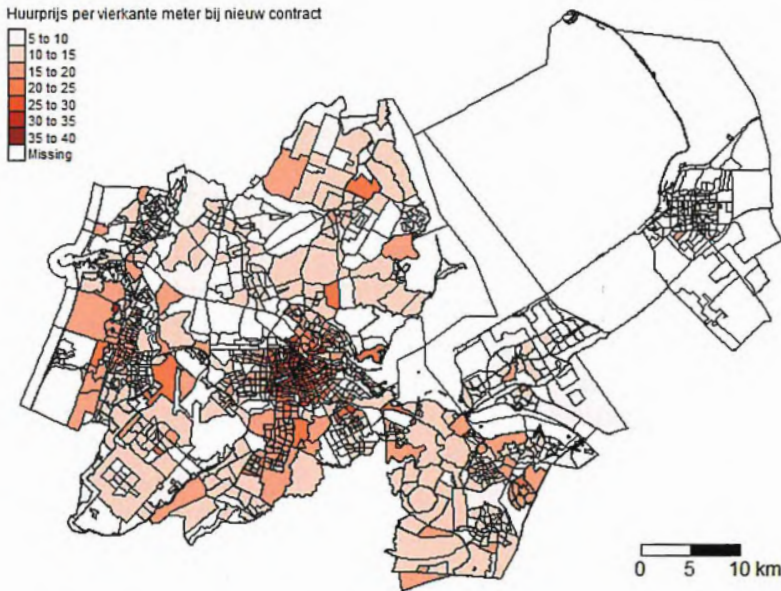 Huurprijs per vierkante meter bij nieuw contract
5 to 10
10 to 15
15 to 20
20 to 25
25 to 30
30 to 35
35 to 40
Missing
0 5 10 km